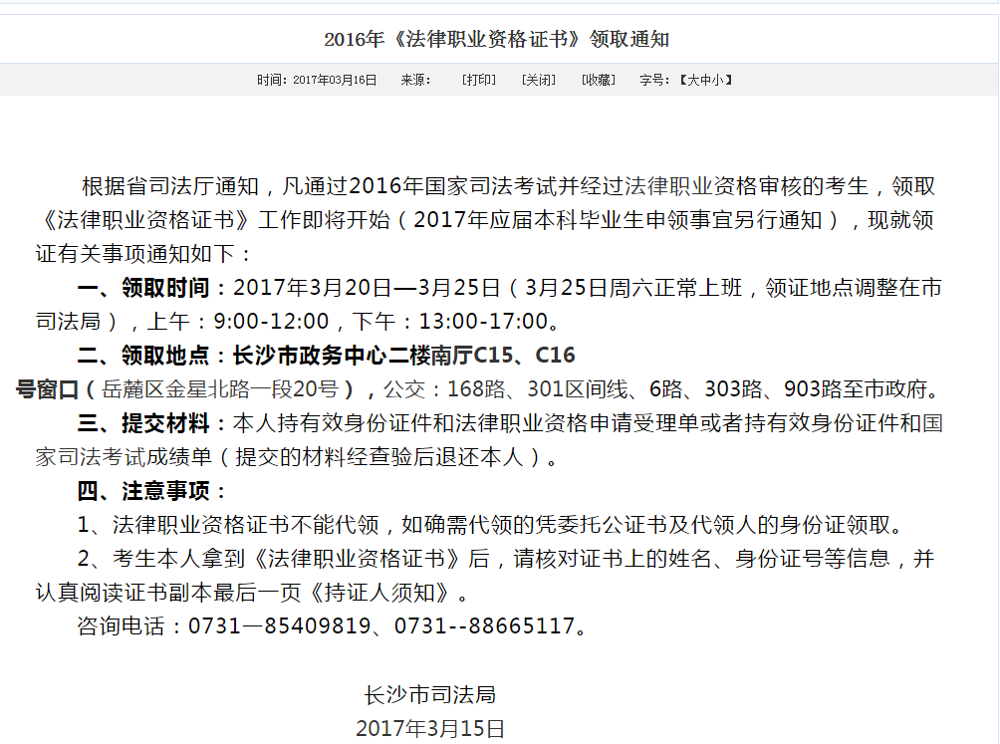 2016年《法律职业资格证书》领取通知
时间：2017年03月16日 来源： [打印] [关闭] [收藏] 字号：【大中小】
根据省司法厅通知，凡通过2016年国家司法考试并经过法律职业资格审核的考生，领取
《法律职业资格证书》工作即将开始（2017年应届本科毕业生申领事宜另行通知），现就领
证有关事项通知如下：
一、领取时间：2017年3月20日—3月25日（3月25日周六正常上班，领证地点调整在市
司法局），上午：9:00-12:00，下午：13:00-17:00。
二、领取地点：长沙市政务中心二楼南厅C15、C16
号窗口（岳麓区金星北路一段20号），公交：168路、301区间线、6路、303路、903路至市政府。
三、提交材料：本人持有效身份证件和法律职业资格申请受理单或者持有效身份证件和国
家司法考试成绩单（提交的材料经查验后退还本人）。
四、注意事项：
1、法律职业资格证书不能代领，如确需代领的凭委托公证书及代领人的身份证领取。
2、考生本人拿到《法律职业资格证书》后，请核对证书上的姓名、身份证号等信息，并
认真阅读证书副本最后一页《持证人须知》。
咨询电话：0731—85409819、0731--88665117。
长沙市司法局
2017年3月15日